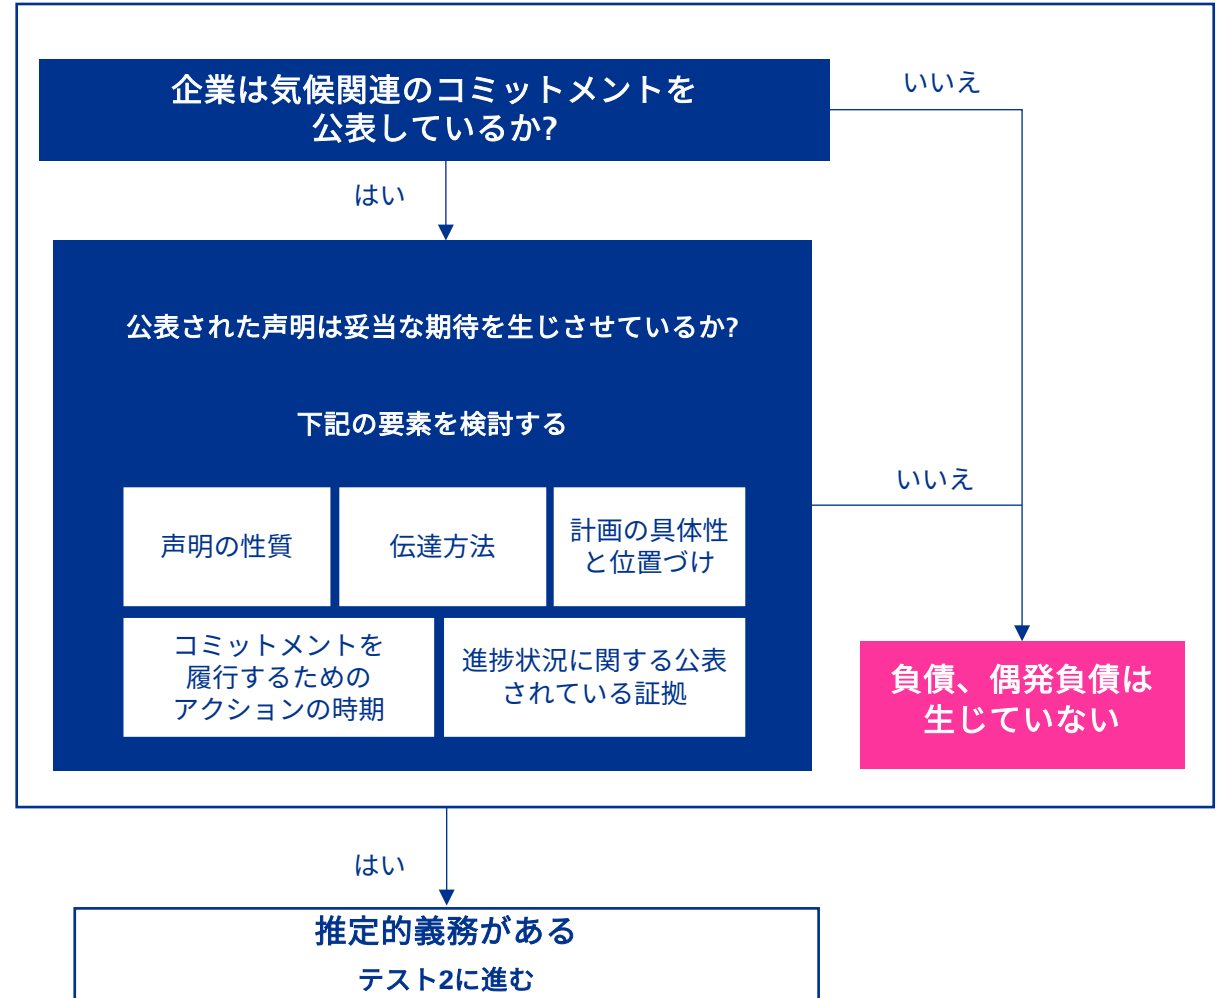 企業は気候関連のコミットメントを
公表しているか?
いいえ
はい
公表された声明は妥当な期待を生じさせているか?
下記の要素を検討する
いいえ
声明の性質
伝達方法
計画の具体性
と位置づけ
コミットメントを
履行するための
アクションの時期
進捗状況に関する公表
されている証拠
負債、偶発負債は
生じていない
はい
推定的義務がある
テスト2に進む